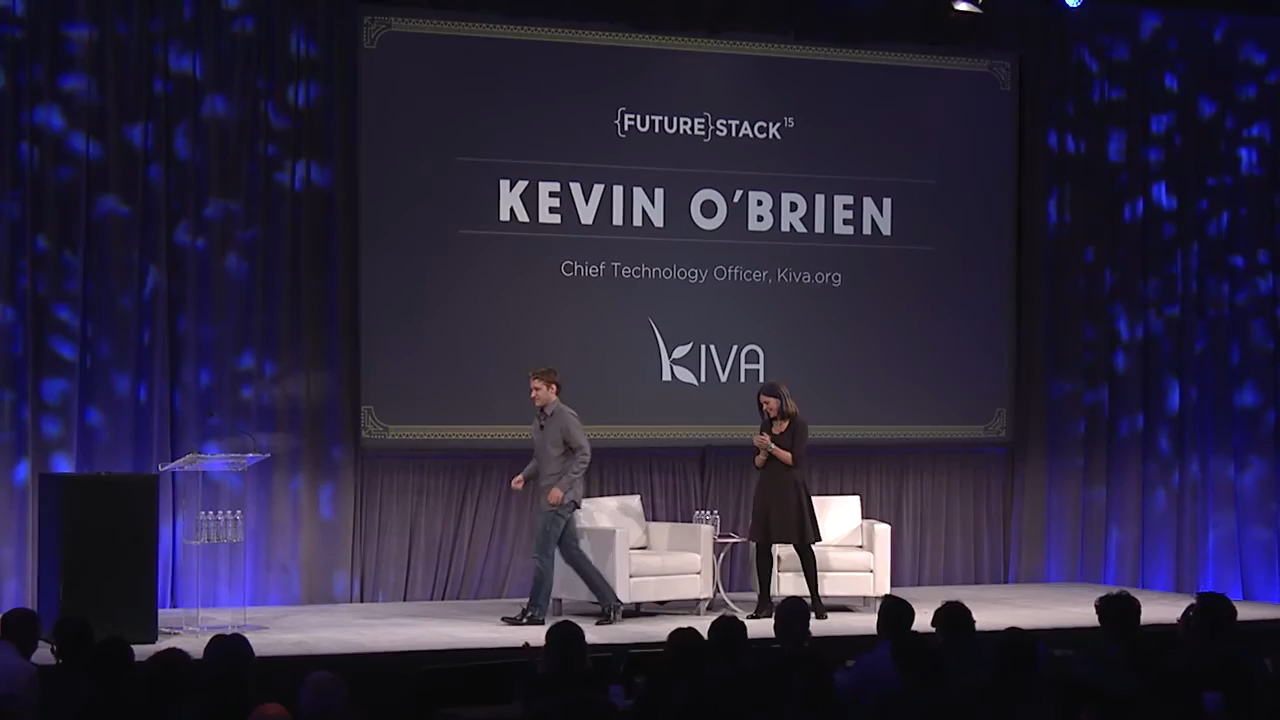 {FUTURE}STACK15
KEVIN O'BRIEN
Chief Technology Officer, Kiva.org
KIVA